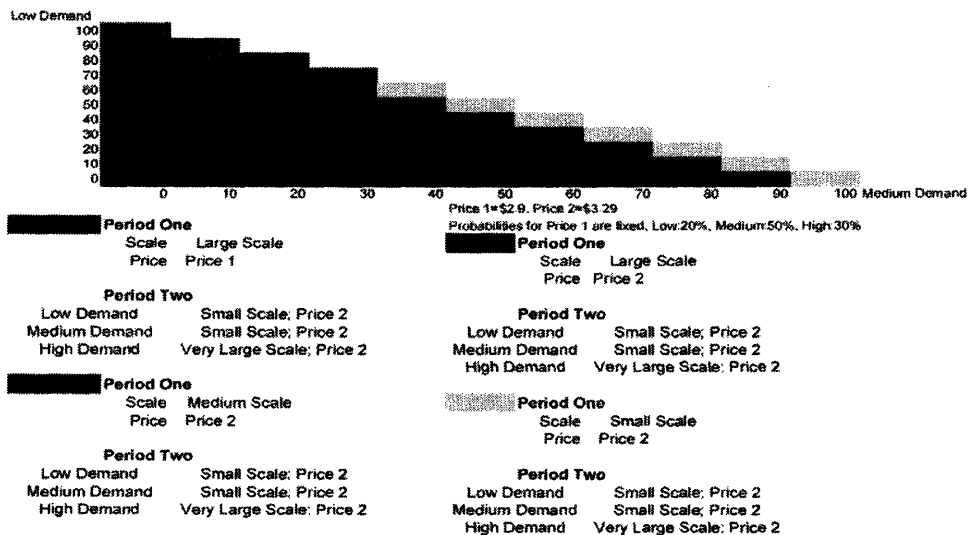 Low Demand
100
90
80
70
60
50
40
30
20
10
0
0 10 20 30 40 50 60 70 80 90 100 Medium Demand
Price 1=$2.9. Price 2=$3.29
Probabilities for Price 1 are fixed, Low:20%, Medium:50%, High:30%
Period One
Scale Large Scale
Price Price 1
Period Two
Low Demand Small Scale; Price 2
Medium Demand Small Scale; Price 2
High Demand Very Large Scale; Price 2
Period One
Scale Large Scale
Price Price 2
Period Two
Low Demand Small Scale; Price 2
Medium Demand Small Scale; Price 2
High Demand Very Large Scale; Price 2
Period One
Scale Medium Scale
Price Price 2
Period Two
Low Demand Small Scale; Price 2
Medium Demand Small Scale; Price 2
High Demand Very Large Scale; Price 2
Period One
Scale Small Scale
Price Price 2
Period Two
Low Demand Small Scale; Price 2
Medium Demand Small Scale; Price 2
High Demand Very Large Scale; Price 2